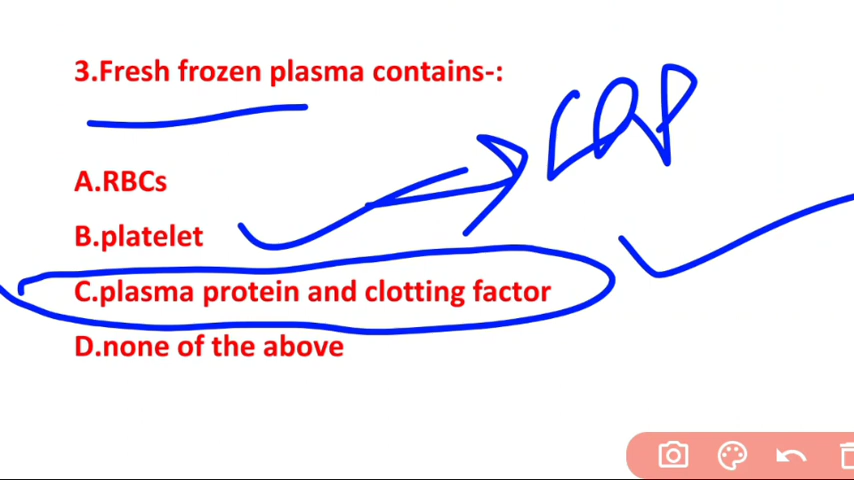 3.Fresh frozen plasma contains-:
A.RBCs
B.platelet
C.plasma protein and clotting factor
D.none of the above